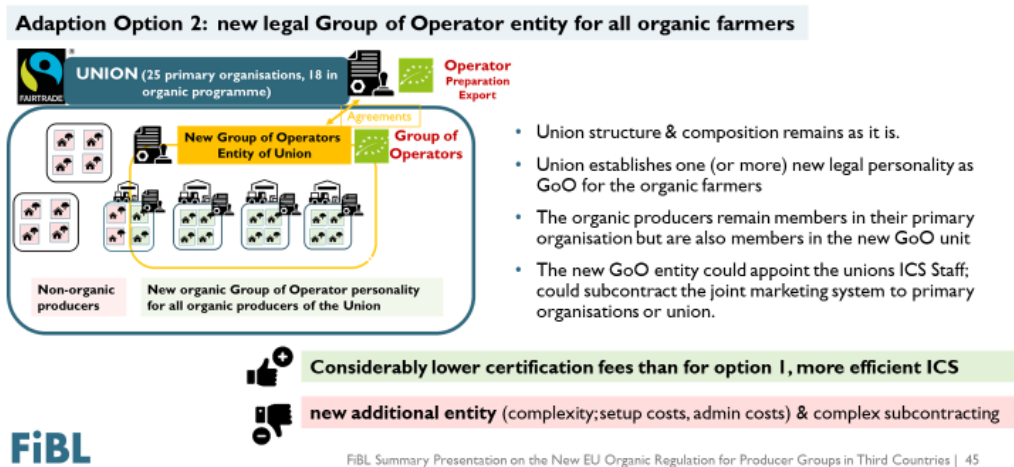 Adaption Option 2: new legal Group of Operator entity for all organic farmers
FAIRTRADE
®
UNION (25 primary organisations, 18 in
organic programme)
Operator
Preparation
Export
Agreements
New Group of Operators
Entity of Union
Group of
Operators
Non-organic
producers
New organic Group of Operator personality
for all organic producers of the Union
• Union structure & composition remains as it is.
• Union establishes one (or more) new legal personality as
GoO for the organic farmers
• The organic producers remain members in their primary
organisation but are also members in the new GoO unit
• The new GoO entity could appoint the unions ICS Staff;
could subcontract the joint marketing system to primary
organisations or union.
Considerably lower certification fees than for option 1, more efficient ICS
new additional entity (complexity; setup costs, admin costs) & complex subcontracting
FiBL
FiBL Summary Presentation on the New EU Organic Regulation for Producer Groups in Third Countries | 45